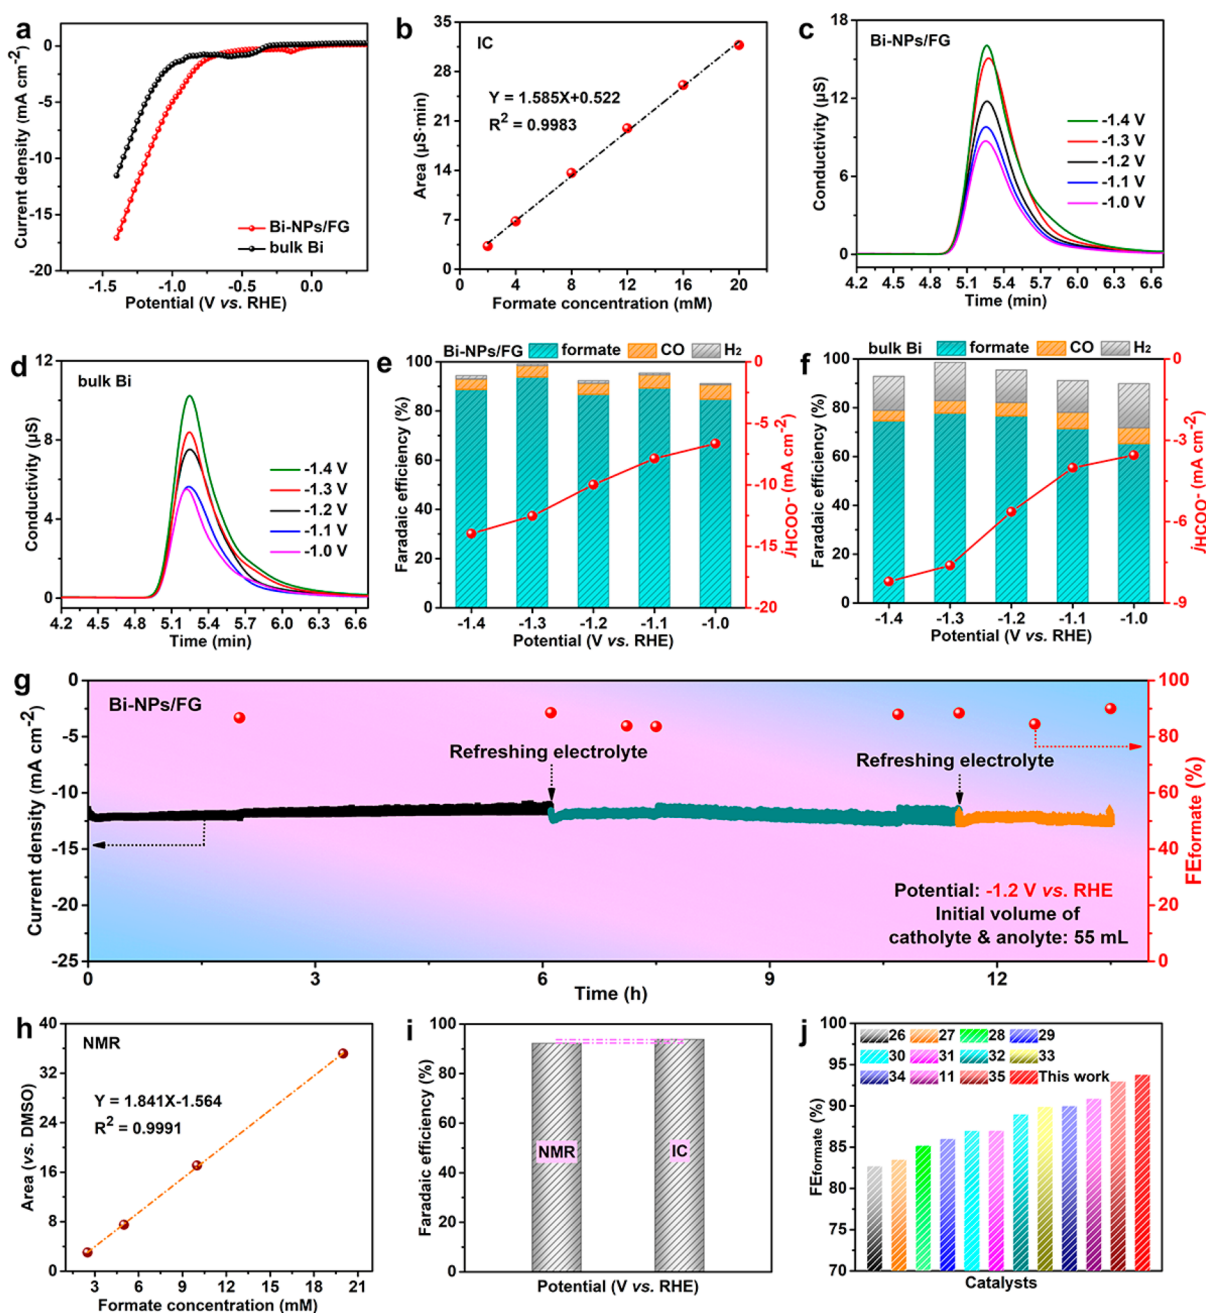 a
0
-5
-10
-15
-20
Current density (mA cm-2)
Bi-NPs/FG
bulk Bi
-1.5
-1.0
-0.5
0.0
Potential (V vs. RHE)
b
IC
35
28
21
14
7
0
Area (µS·min)
Y = 1.585X+0.522
R2 = 0.9983
0
4
8
12
16
20
Formate concentration (mM)
c
Bi-NPs/FG
18
12
6
0
Conductivity (µS)
-1.4 V
-1.3 V
-1.2 V
-1.1 V
-1.0 V
4.2
4.5
4.8
5.1
5.4
5.7
6.0
6.3
6.6
Time (min)
d
bulk Bi
12
8
4
0
Conductivity (µS)
-1.4 V
-1.3 V
-1.2 V
-1.1 V
-1.0 V
4.2
4.5
4.8
5.1
5.4
5.7
6.0
6.3
6.6
Time (min)
e
Bi-NPs/FG
formate
CO
H2
100
80
60
40
20
0
Faradaic efficiency (%)
0
-5
-10
-15
-20
jHCOO- (mA cm-2)
-1.4
-1.3
-1.2
-1.1
-1.0
Potential (V vs. RHE)
f
bulk Bi
formate
CO
H2
100
80
60
40
20
0
Faradaic efficiency (%)
0
-3
-6
-9
jHCOO- (mA cm-2)
-1.4
-1.3
-1.2
-1.1
-1.0
Potential (V vs. RHE)
g
Bi-NPs/FG
0
-5
-10
-15
-20
-25
Current density (mA cm-2)
Refreshing electrolyte
Refreshing electrolyte
Potential: -1.2 V vs. RHE
Initial volume of
catholyte & anolyte: 55 mL
100
80
60
40
20
0
FEformate (%)
0
3
6
9
12
Time (h)
h
NMR
40
32
24
16
8
0
Area (vs. DMSO)
Y = 1.841X-1.564
R2 = 0.9991
3
6
9
12
15
18
21
Formate concentration (mM)
i
100
80
60
40
20
0
Faradaic efficiency (%)
NMR
IC
Potential (V vs. RHE)
j
100
95
90
85
80
75
70
FEformate (%)
26
27
28
29
30
31
32
33
34
11
35
This work
Catalysts